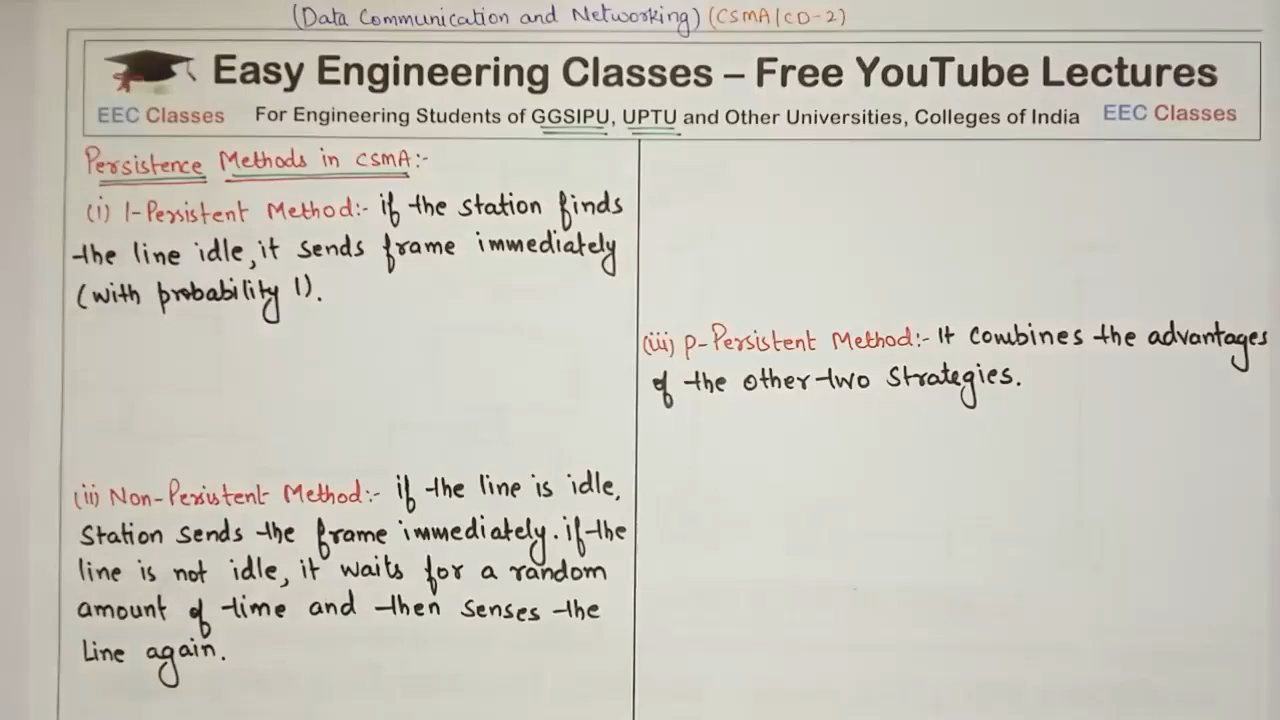 (Data Communication and Networking) (CSMA/CD-2)
Easy Engineering Classes – Free YouTube Lectures
EEC Classes For Engineering Students of GGSIPU, UPTU and Other Universities, Colleges of India EEC Classes
Persistence Methods in CSMA:-
(i) 1-Persistent Method:- if the station finds
the line idle, it sends frame immediately
(with probability 1).
(ii) Non-Persistent Method:- if the line is idle,
Station sends the frame immediately. if the
line is not idle, it waits for a random
amount of time and then senses the
Line again.
(iii) P-Persistent Method:- It combines the advantages
of the other two strategies.